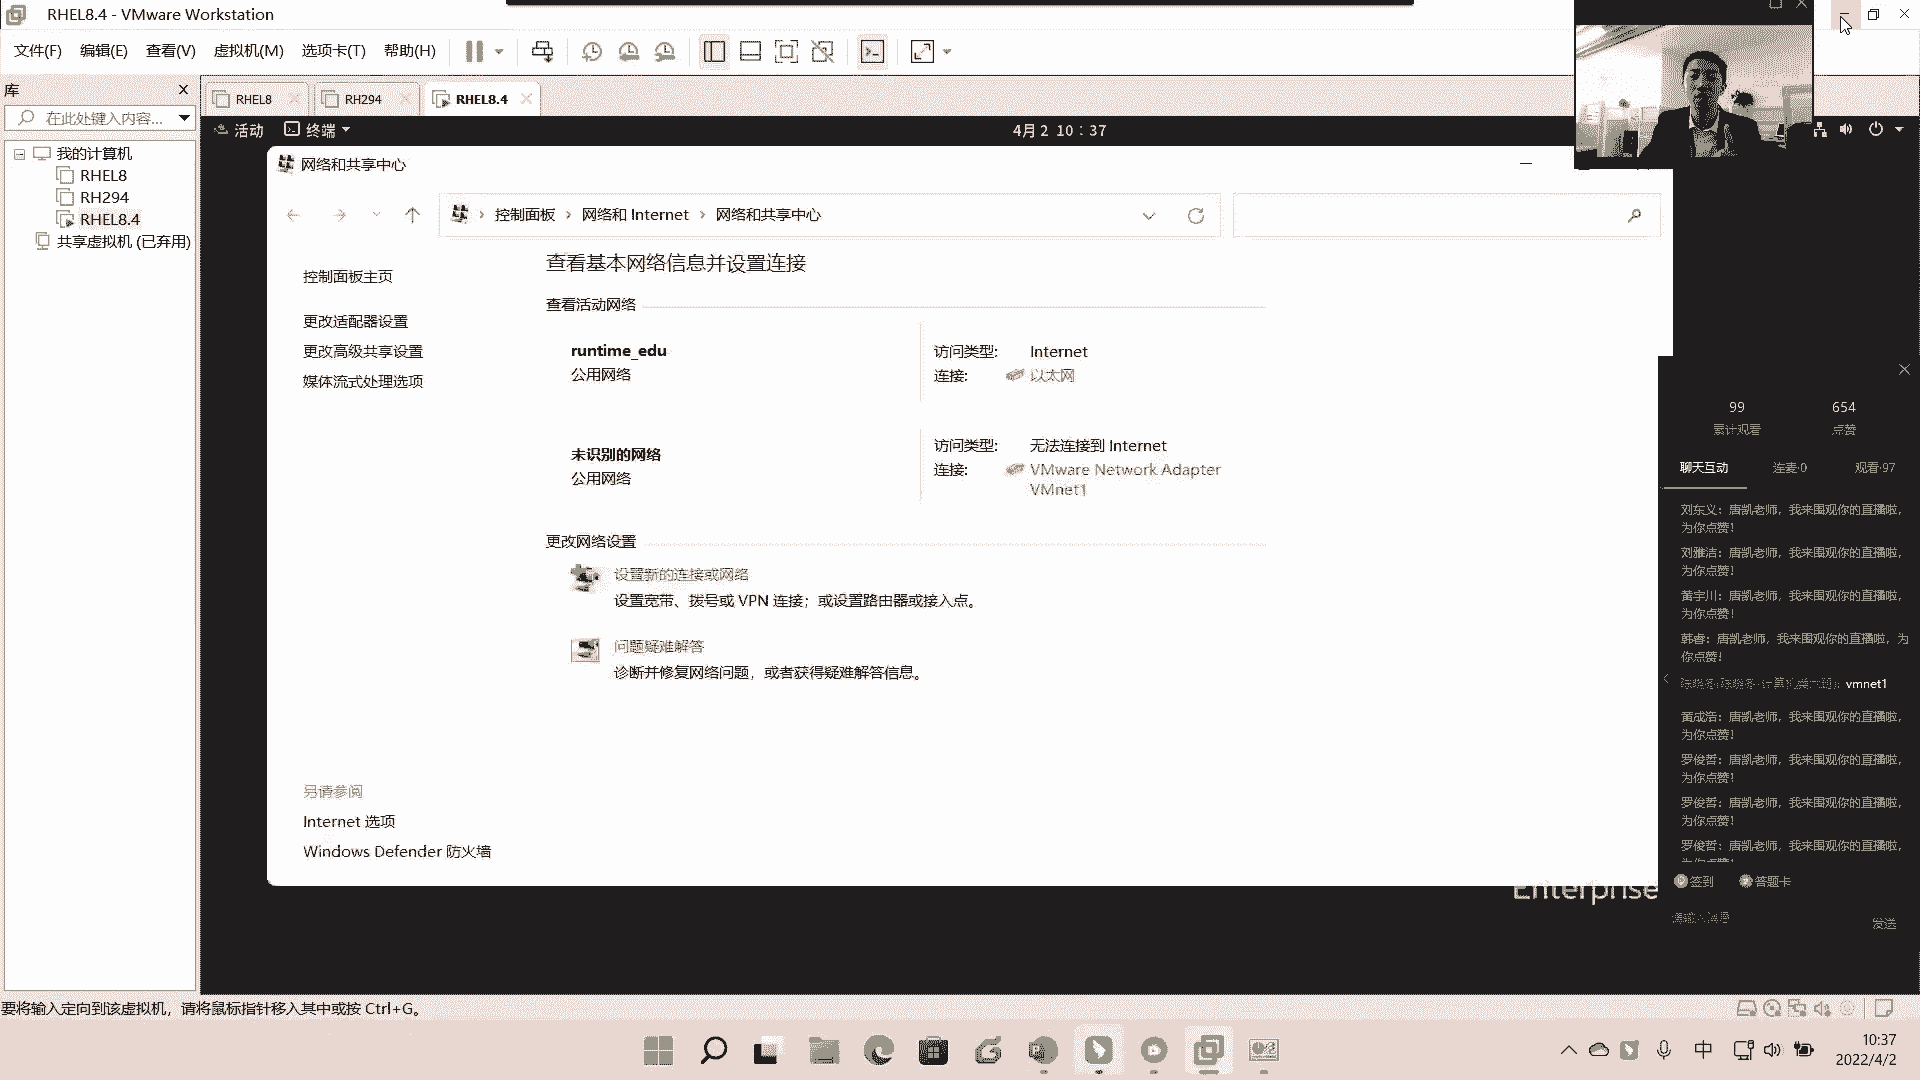 RHEL8.4 - VMware Workstation
文件(F) 编辑(E) 查看(V) 虚拟机(M) 选项卡(T) 帮助(H)
库
在此处键入内容...
我的计算机
RHEL8
RH294
RHEL8.4
共享虚拟机 (已弃用)
RHEL8 RH294 RHEL8.4
活动 终端 4月 2 10：37
网络和共享中心
控制面板 › 网络和 Internet › 网络和共享中心
控制面板主页
更改适配器设置
更改高级共享设置
媒体流式处理选项
查看基本网络信息并设置连接
查看活动网络
runtime_edu
公用网络
访问类型: Internet
连接: 以太网
未识别的网络
公用网络
访问类型: 无法连接到 Internet
连接: VMware Network Adapter
VMnet1
更改网络设置
设置新的连接或网络
设置宽带、拨号或 VPN 连接；或设置路由器或接入点。
问题疑难解答
诊断并修复网络问题，或者获得疑难解答信息。
另请参阅
Internet 选项
Windows Defender 防火墙
Enterprise
99 654
累计观看 点赞
聊天互动 连麦·0 观看·97
刘东义：唐凯老师，我来围观你的直播啦，
为你点赞！
刘雅洁：唐凯老师，我来围观你的直播啦，
为你点赞！
黄宇川：唐凯老师，我来围观你的直播啦，
为你点赞！
韩睿：唐凯老师，我来围观你的直播啦，为
你点赞！
vmnet1
黄成浩：唐凯老师，我来围观你的直播啦，
为你点赞！
罗俊哲：唐凯老师，我来围观你的直播啦，
为你点赞！
罗俊哲：唐凯老师，我来围观你的直播啦，
为你点赞！
罗俊哲：唐凯老师，我来围观你的直播啦，
签到 答题卡
发送
要将输入定向到该虚拟机，请将鼠标指针移入其中或按 Ctrl+G。
中
10:37
2022/4/2